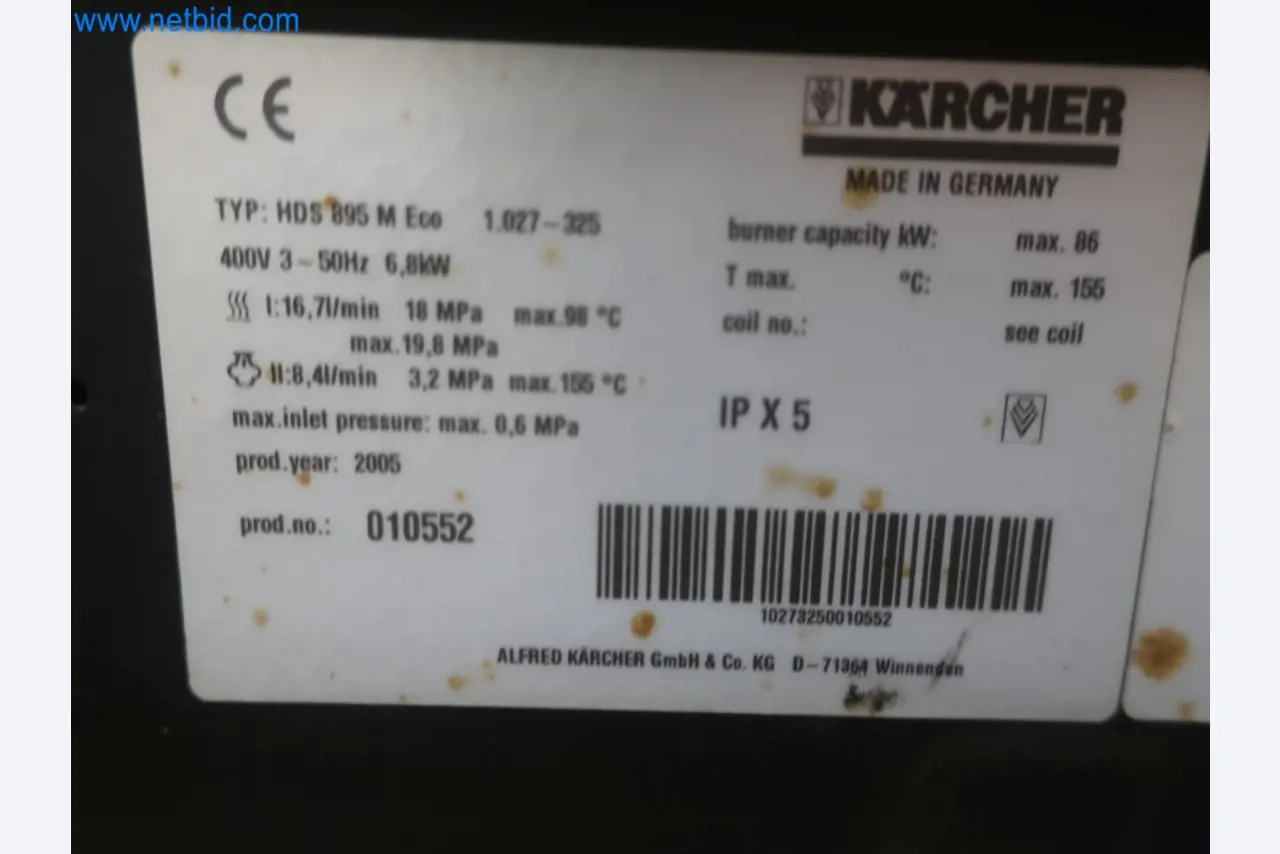 www.netbid.com
CE
KÄRCHER
MADE IN GERMANY
TYP: HDS 895 M Eco 1.027-325
400V 3~50Hz 6,8kW
I:16,7l/min 18 MPa max.98 °C
max.19,8 MPa
II:8,4l/min 3,2 MPa max.155 °C
max.inlet pressure: max. 0,6 MPa
prod.year: 2005
prod.no.: 010552
burner capacity kW: max. 86
T max. °C: max. 155
coil no.: see coil
IP X 5
10273250010552
ALFRED KÄRCHER GmbH & Co. KG D-71364 Winnenden